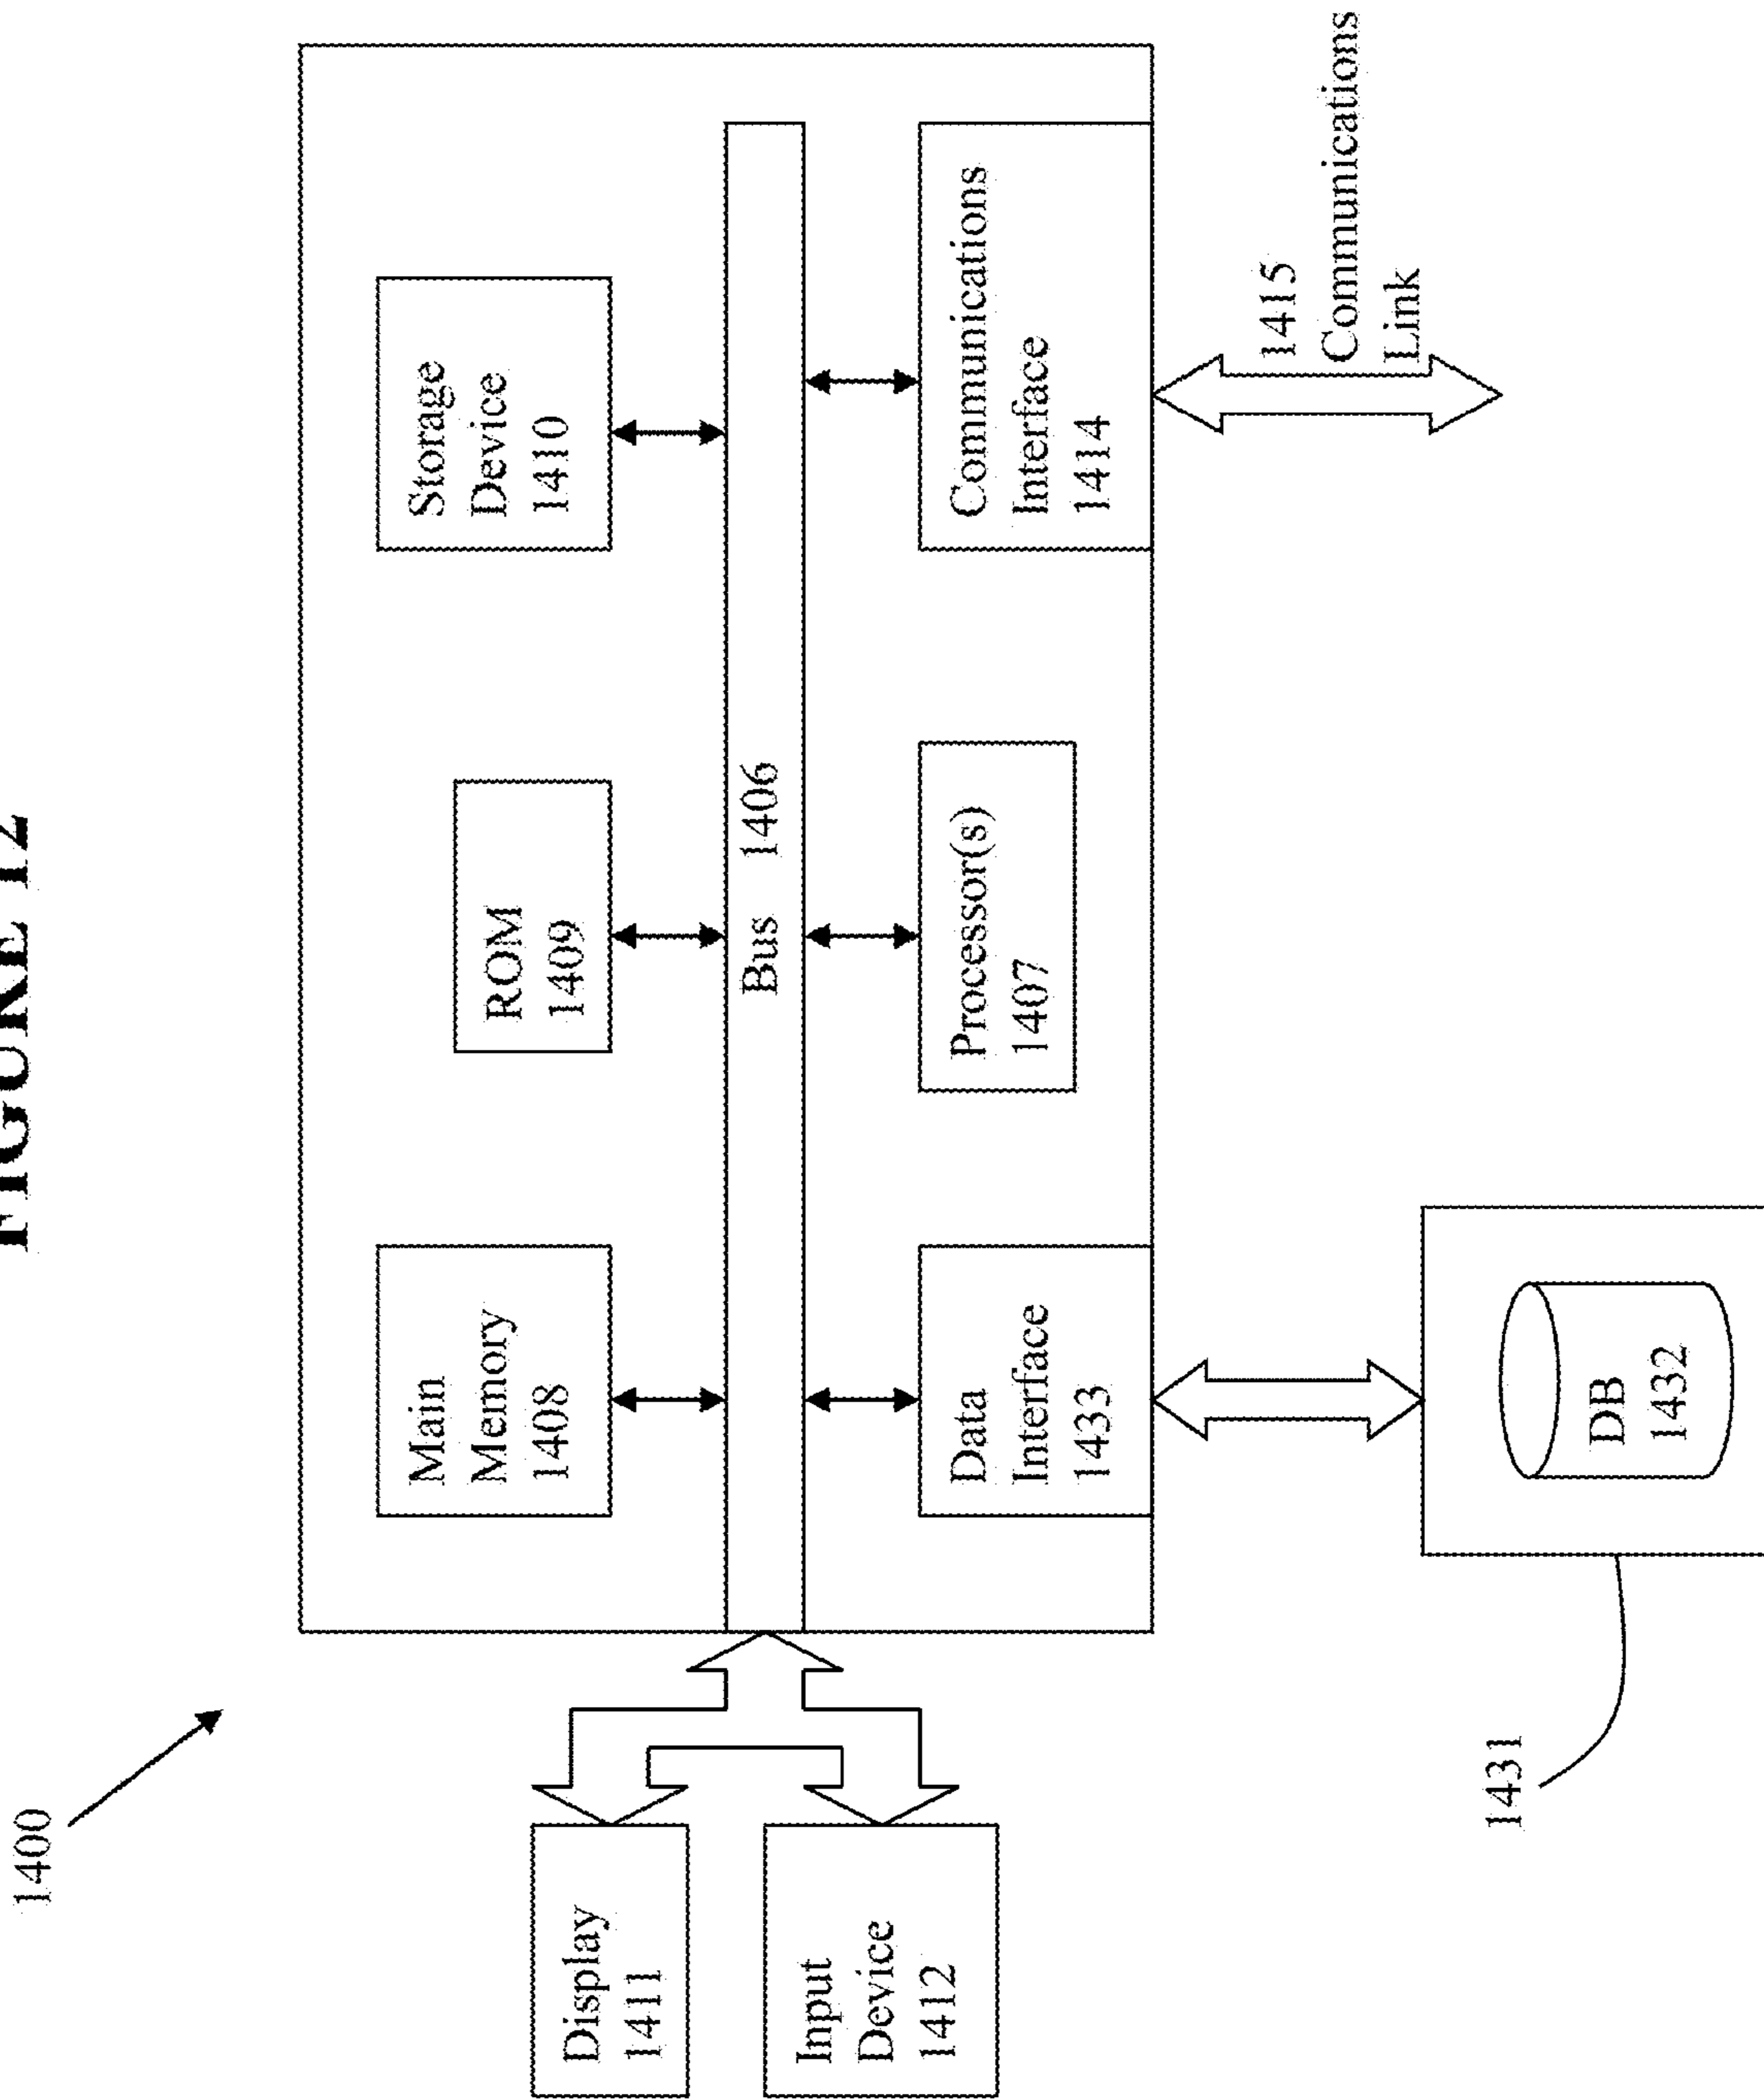 FIGURE 12
1400
Main
Memory
1408
ROM
1409
Storage
Device
1410
Display
1411
Bus 1406
Input
Device
1412
Data
Interface
1433
Processor(s)
1407
Communications
Interface
1414
1415
Communications
Link
1431
DB
1432